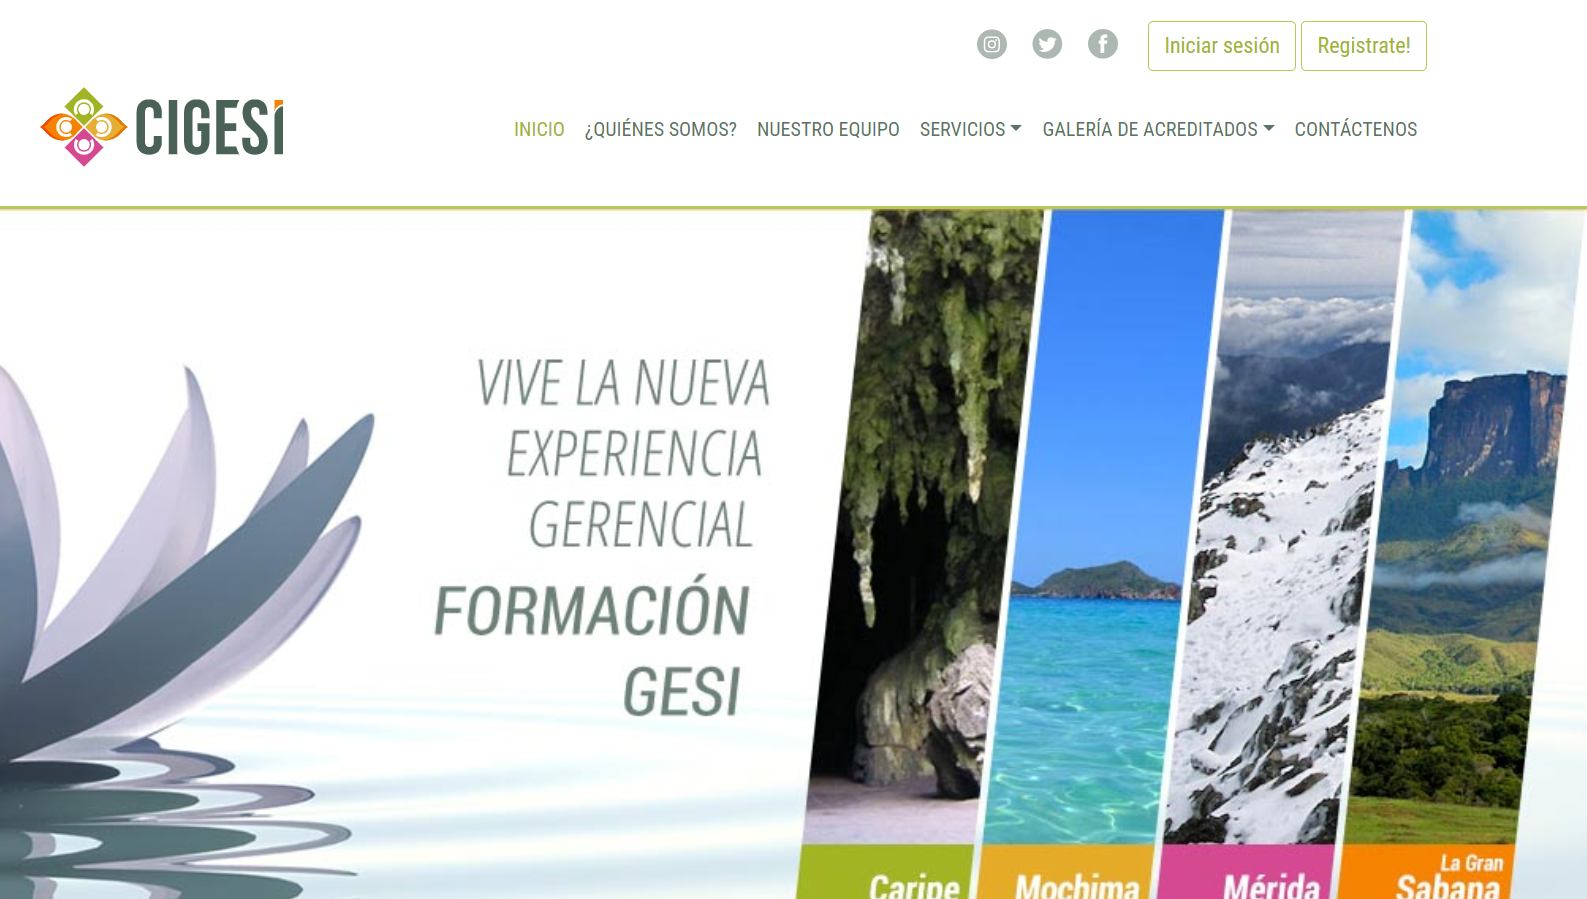 Iniciar sesión
Registrate!
CIGESI
INICIO
¿QUIÉNES SOMOS?
NUESTRO EQUIPO
SERVICIOS
GALERÍA DE ACREDITADOS
CONTÁCTENOS
VIVE LA NUEVA
EXPERIENCIA
GERENCIAL
FORMACIÓN
GESI
Caripe
Mochima
Mérida
La Gran
Sabana